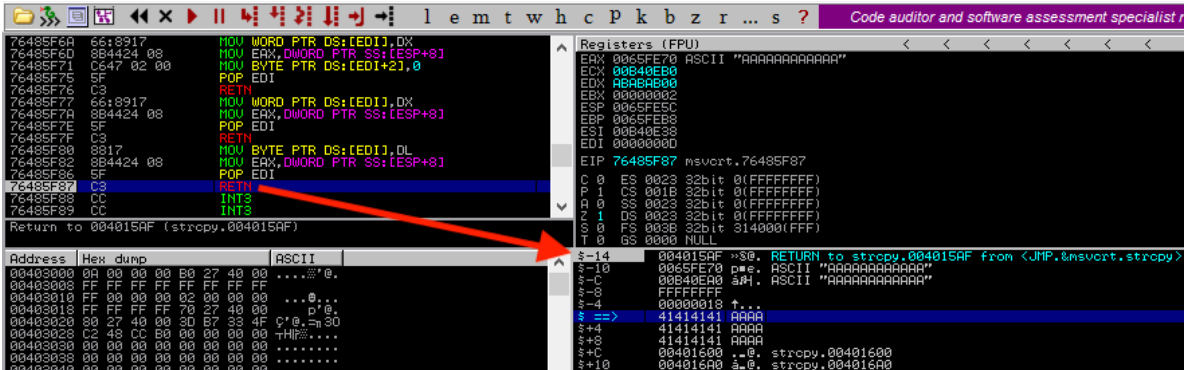 l e m t w h c P k b z r ... s ?
Code auditor and software assessment specialist n
76485F6A 66:8917 MOV WORD PTR DS:[EDI],DX
76485F6D 8B4424 08 MOV EAX,DWORD PTR SS:[ESP+8]
76485F71 C647 02 00 MOV BYTE PTR DS:[EDI+2],0
76485F75 5F POP EDI
76485F76 C3 RETN
76485F77 66:8917 MOV WORD PTR DS:[EDI],DX
76485F7A 8B4424 08 MOV EAX,DWORD PTR SS:[ESP+8]
76485F7E 5F POP EDI
76485F7F C3 RETN
76485F80 8817 MOV BYTE PTR DS:[EDI],DL
76485F82 8B4424 08 MOV EAX,DWORD PTR SS:[ESP+8]
76485F86 5F POP EDI
76485F87 C3 RETN
76485F88 CC INT3
76485F89 CC INT3
Return to 004015AF (strcpy.004015AF)
Registers (FPU) < < < < < < <
EAX 0065FE70 ASCII "AAAAAAAAAAAA"
ECX 00B40EB0
EDX ABABAB00
EBX 00000002
ESP 0065FE5C
EBP 0065FEB8
ESI 00B40E38
EDI 0000000D
EIP 76485F87 msvcrt.76485F87
C 0 ES 0023 32bit 0(FFFFFFFF)
P 1 CS 001B 32bit 0(FFFFFFFF)
A 0 SS 0023 32bit 0(FFFFFFFF)
Z 1 DS 0023 32bit 0(FFFFFFFF)
S 0 FS 003B 32bit 314000(FFF)
T 0 GS 0000 NULL
Address Hex dump ASCII
00403000 0A 00 00 00 B0 27 40 00 ....░'@.
00403008 FF FF FF FF FF FF FF FF
00403010 FF 00 00 00 02 00 00 00
00403018 FF FF FF FF 70 27 40 00 p'@.
00403020 80 27 40 00 3D B7 33 4F Ç'@.=╖3O
00403028 C2 48 CC B0 00 00 00 00
00403030 00 00 00 00 00 00 00 00 ........
00403038 00 00 00 00 00 00 00 00 ........
00403040 00 00 00 00 00 00 00 00
$-14 004015AF »S@. RETURN to strcpy.004015AF from <JMP.&msvcrt.strcpy>
$-10 0065FE70 p■e. ASCII "AAAAAAAAAAAA"
$-C 00B40EA0 ASCII "AAAAAAAAAAAA"
$-8 FFFFFFFF
$-4 00000018 ↑...
$ ==> 41414141 AAAA
$+4 41414141 AAAA
$+8 41414141 AAAA
$+C 00401600 strcpy.00401600
$+10 004016A0 strcpy.004016A0